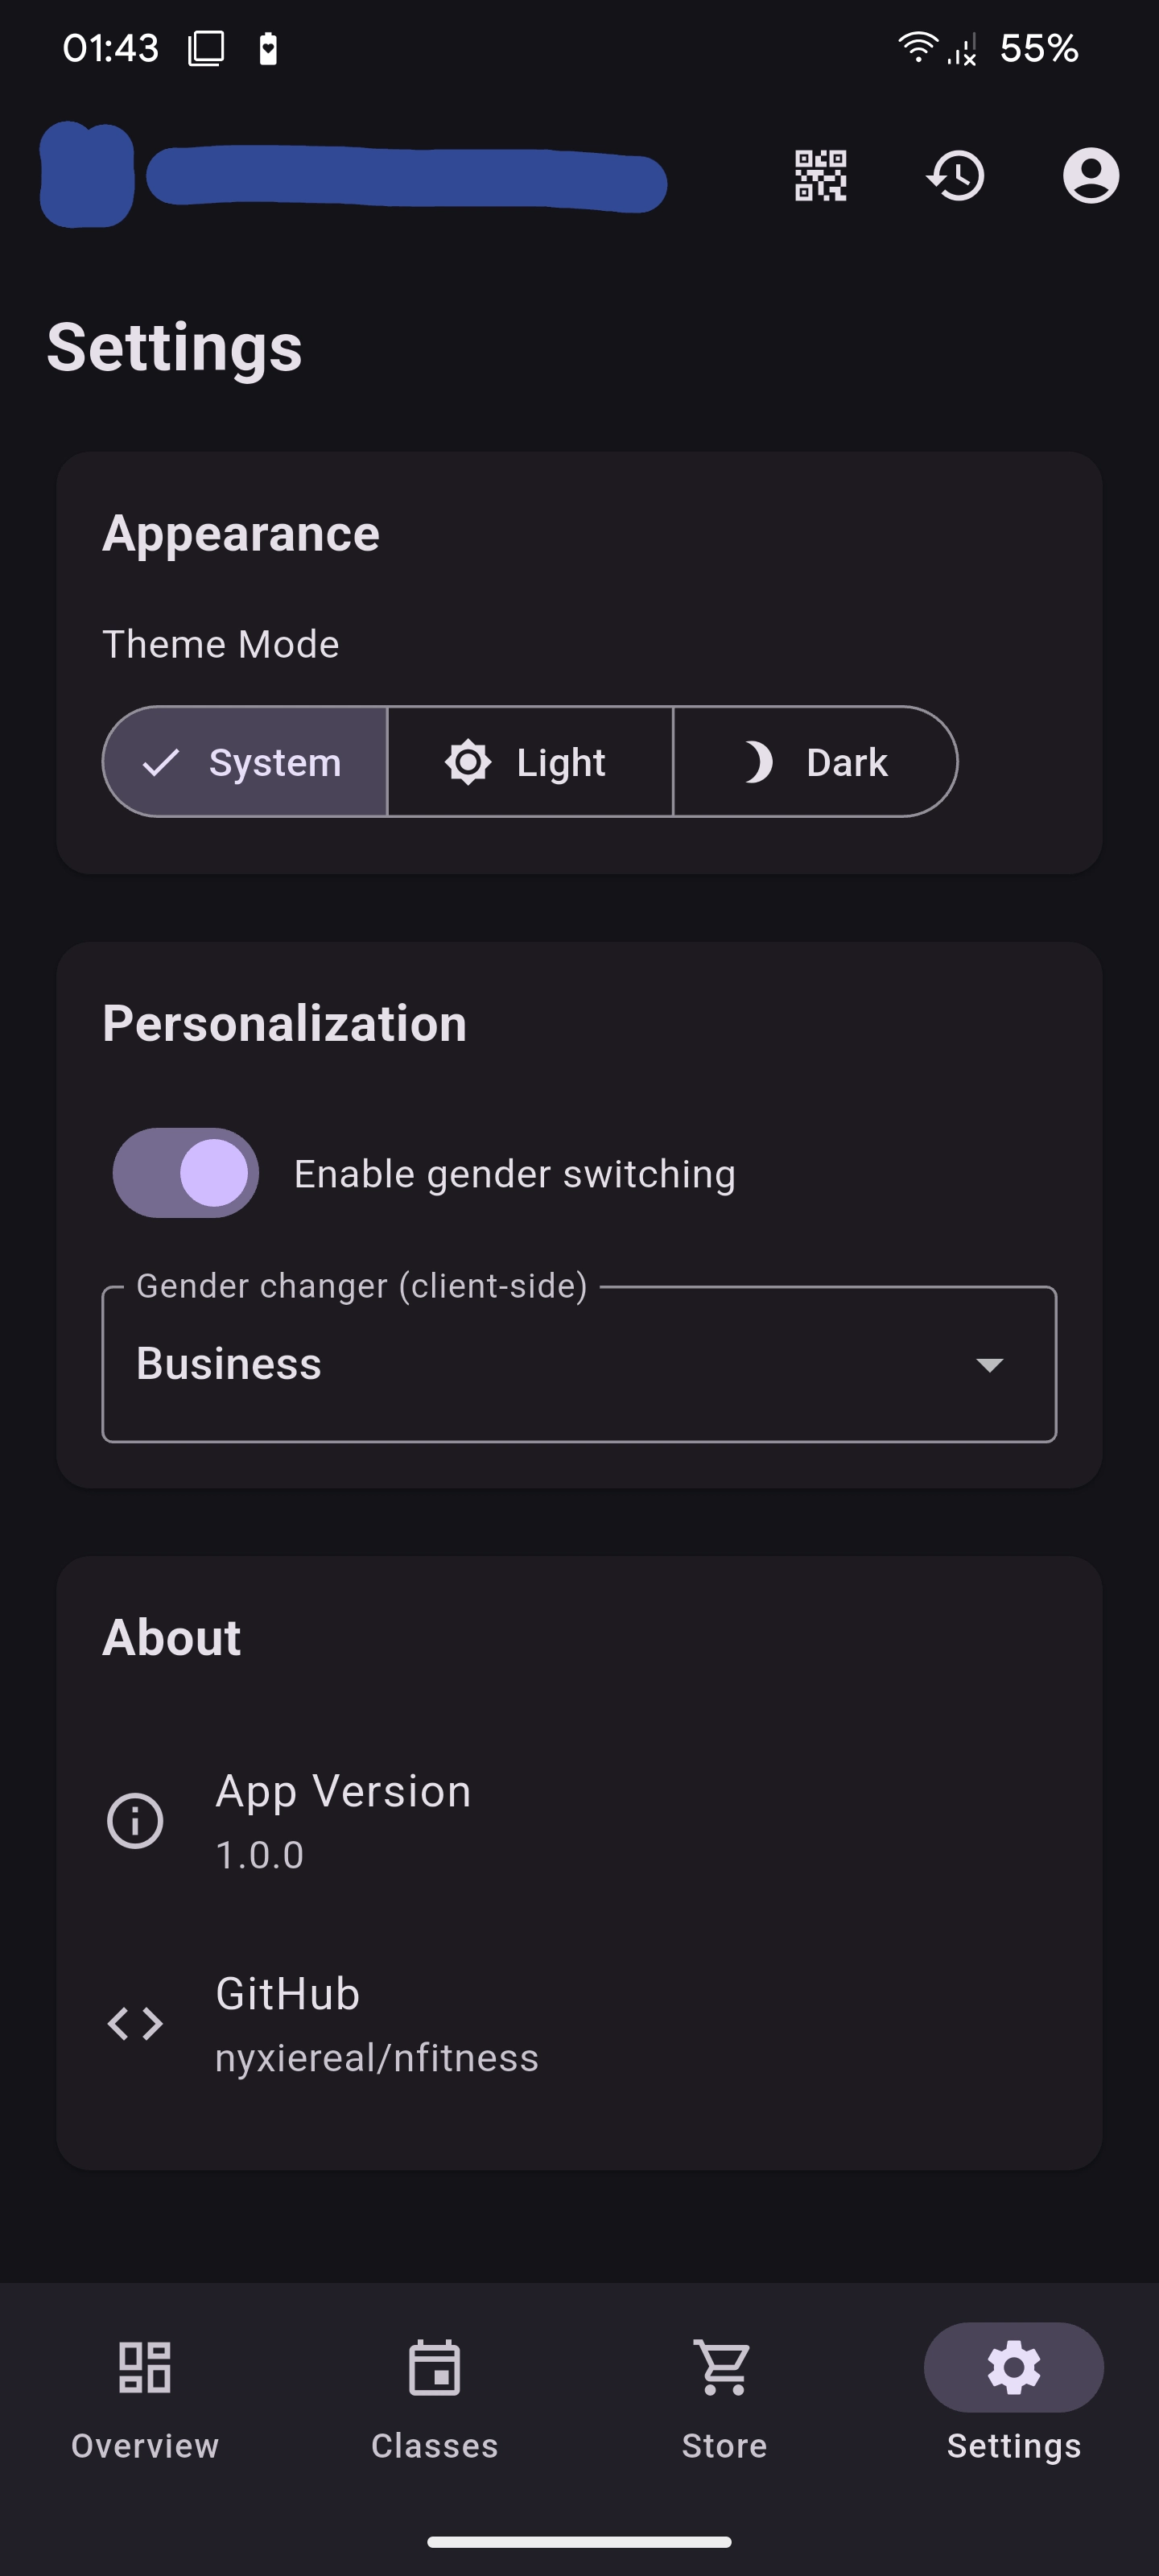 01:43
55%
Settings
Appearance
Theme Mode
System
Light
Dark
Personalization
Enable gender switching
Gender changer (client-side)
Business
About
App Version
1.0.0
GitHub
nyxiereal/nfitness
Overview
Classes
Store
Settings